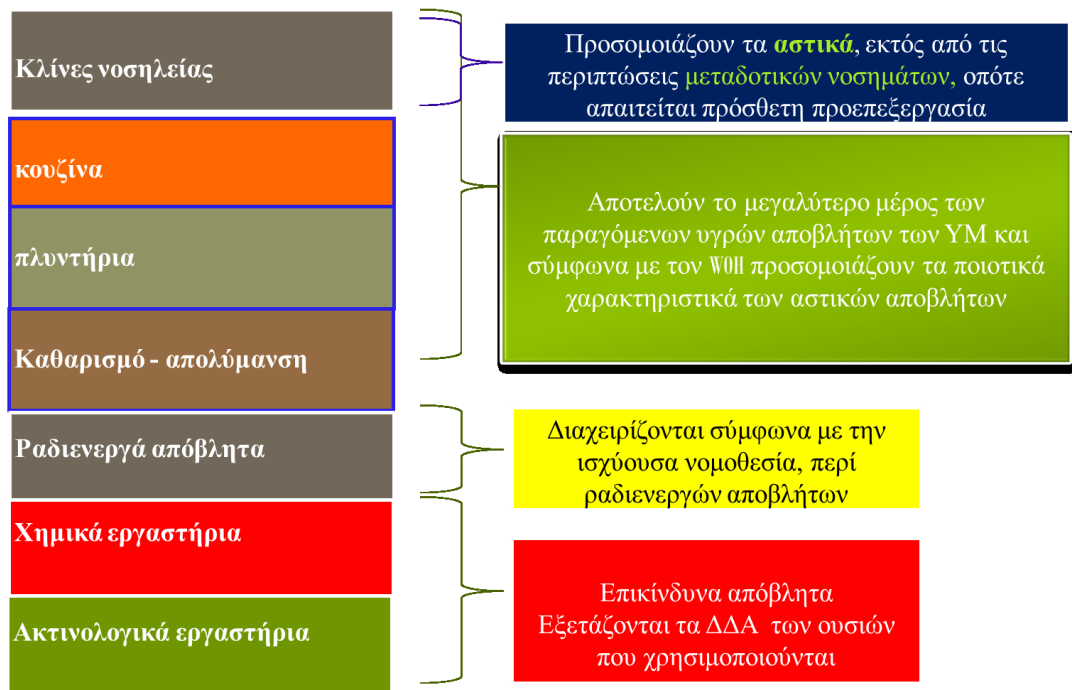 Κλίνες νοσηλείας
κουζίνα
πλυντήρια
Καθαρισμό - απολύμανση
Ραδιενεργά απόβλητα
Χημικά εργαστήρια
Ακτινολογικά εργαστήρια
Προσομοιάζουν τα αστικά, εκτός από τις
περιπτώσεις μεταδοτικών νοσημάτων, οπότε
απαιτείται πρόσθετη προεπεξεργασία
Αποτελούν το μεγαλύτερο μέρος των
παραγόμενων υγρών αποβλήτων των ΥΜ και
σύμφωνα με τον WOH προσομοιάζουν τα ποιοτικά
χαρακτηριστικά των αστικών αποβλήτων
Διαχειρίζονται σύμφωνα με την
ισχύουσα νομοθεσία, περί
ραδιενεργών αποβλήτων
Επικίνδυνα απόβλητα
Εξετάζονται τα ΔΔΑ των ουσιών
που χρησιμοποιούνται